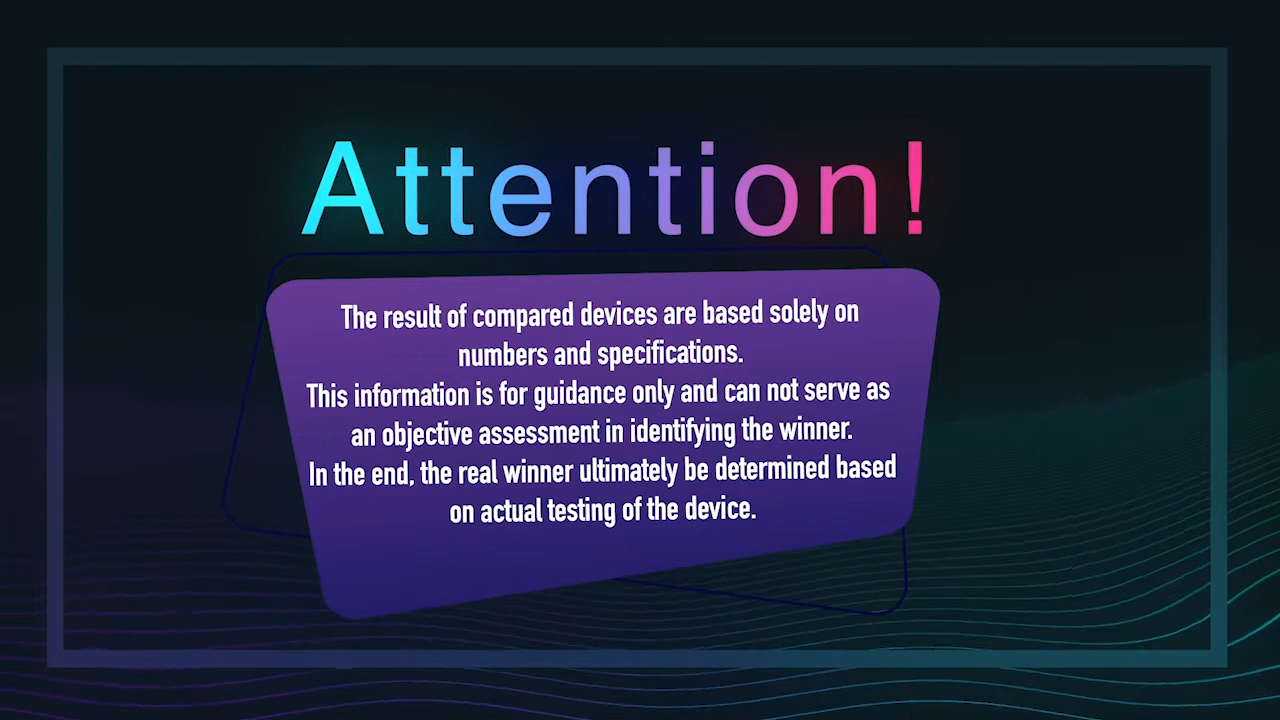 Attention!
The result of compared devices are based solely on
numbers and specifications.
This information is for guidance only and can not serve as
an objective assessment in identifying the winner.
In the end, the real winner ultimately be determined based
on actual testing of the device.